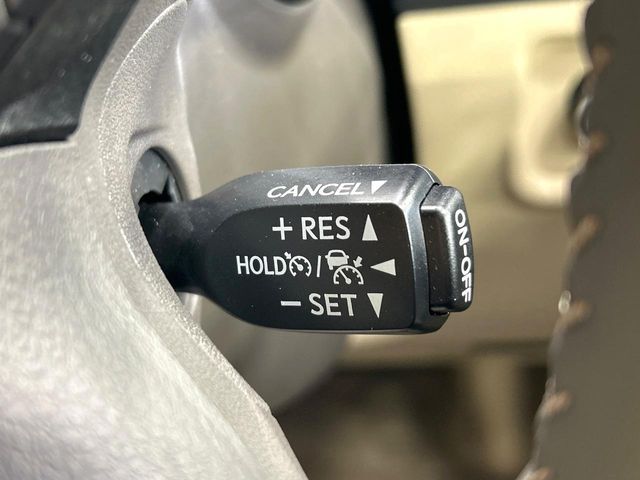 CANCEL
+ RES
HOLD /
- SET
ON-OFF